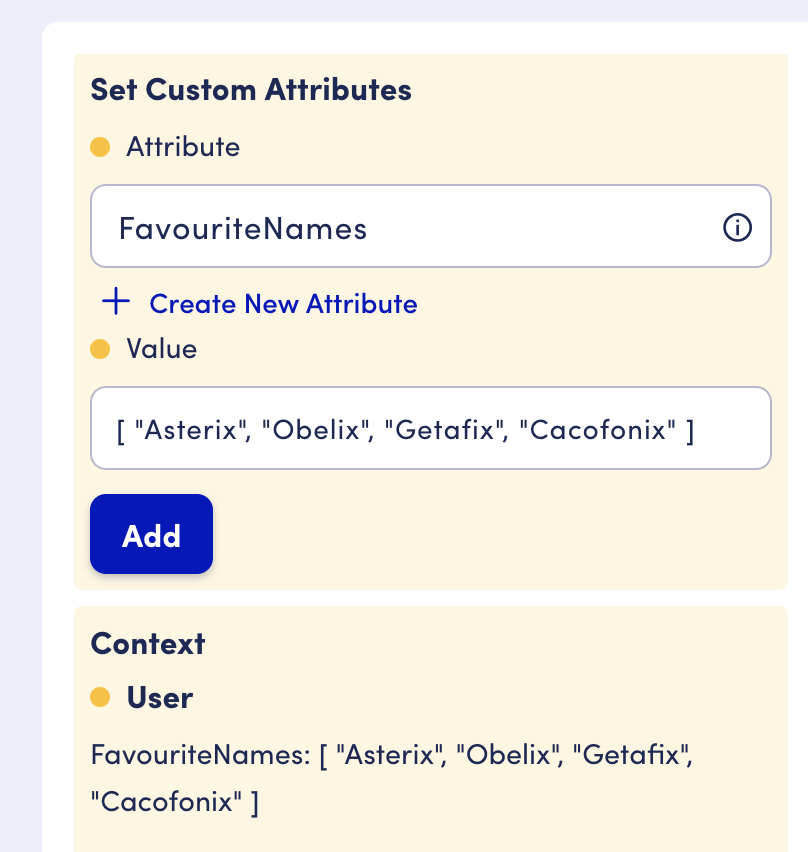 Set Custom Attributes
Attribute
FavouriteNames
Create New Attribute
Value
[ "Asterix", "Obelix", "Getafix", "Cacofonix" ]
Add
Context
User
FavouriteNames: [ "Asterix", "Obelix", "Getafix",
"Cacofonix" ]